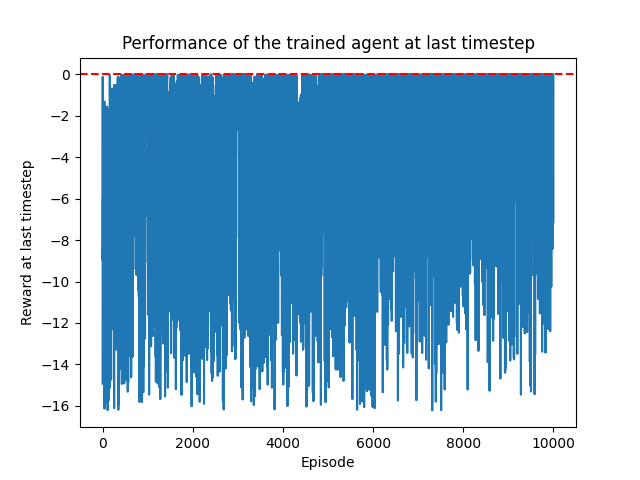 Performance of the trained agent at last timestep
0
−2
−4
−6
−8
−10
−12
−14
−16
Reward at last timestep
0 2000 4000 6000 8000 10000
Episode